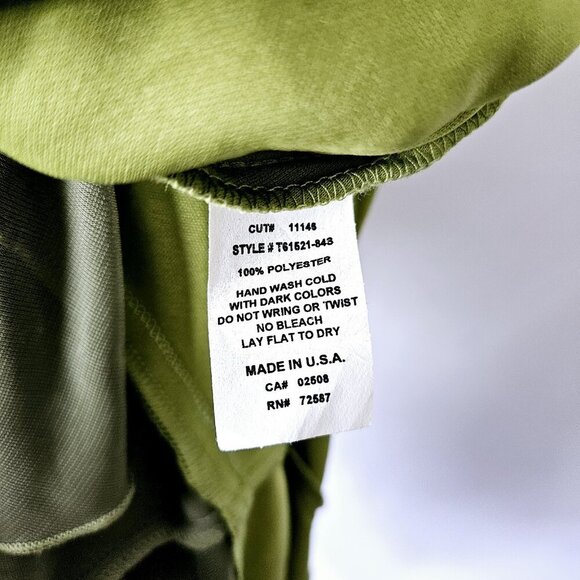 CUT# 11146
STYLE # T61521-84S
100% POLYESTER
HAND WASH COLD
WITH DARK COLORS
DO NOT WRING OR TWIST
NO BLEACH
LAY FLAT TO DRY
MADE IN U.S.A.
CA# 02508
RN# 72587